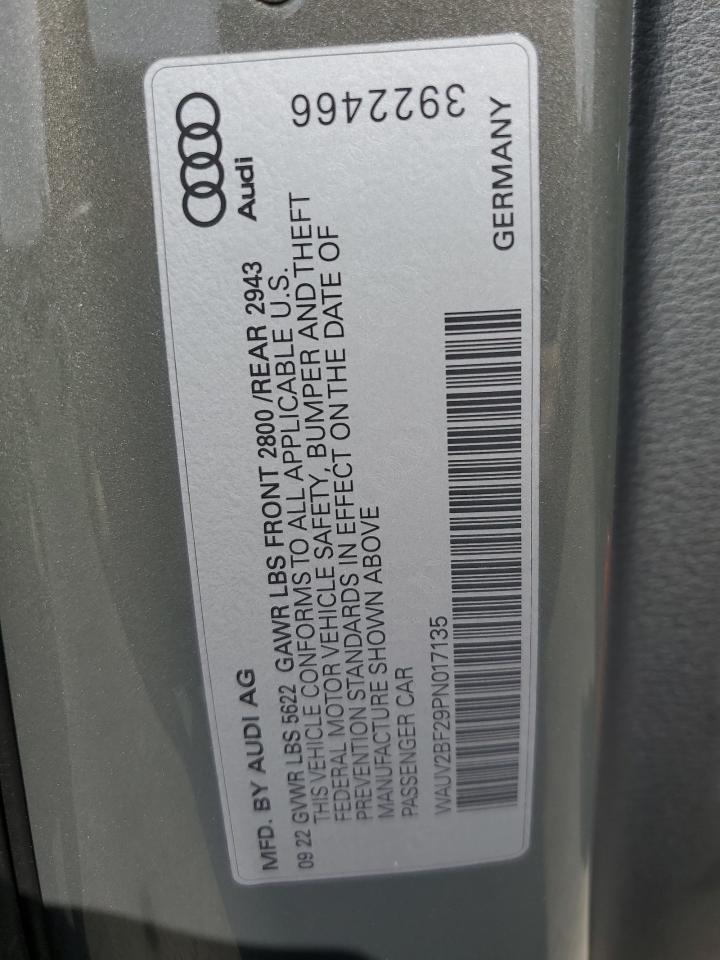 MFD. BY AUDI AG
09 22 GVWR LBS 5622 GAWR LBS FRONT 2800 /REAR 2943
THIS VEHICLE CONFORMS TO ALL APPLICABLE U.S.
FEDERAL MOTOR VEHICLE SAFETY, BUMPER AND THEFT
PREVENTION STANDARDS IN EFFECT ON THE DATE OF
MANUFACTURE SHOWN ABOVE
PASSENGER CAR
WAUV2BF29PN017135
Audi
3922466
GERMANY